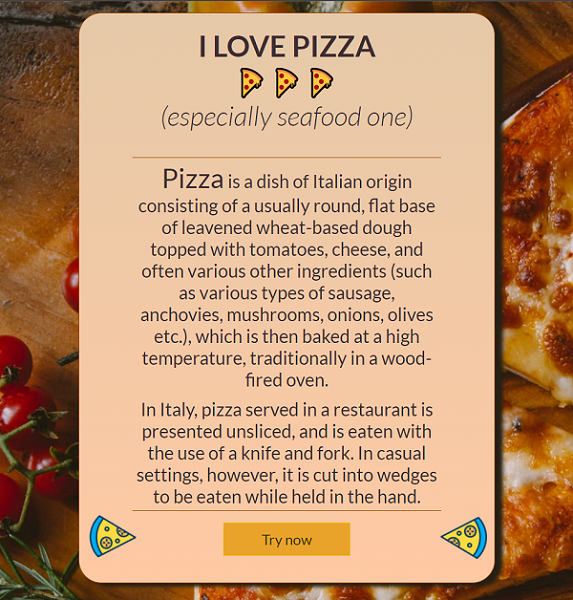 I LOVE PIZZA
(especially seafood one)
Pizza is a dish of Italian origin
consisting of a usually round, flat base
of leavened wheat-based dough
topped with tomatoes, cheese, and
often various other ingredients (such
as various types of sausage,
anchovies, mushrooms, onions, olives
etc.), which is then baked at a high
temperature, traditionally in a wood-
fired oven.
In Italy, pizza served in a restaurant is
presented unsliced, and is eaten with
the use of a knife and fork. In casual
settings, however, it is cut into wedges
to be eaten while held in the hand.
Try now